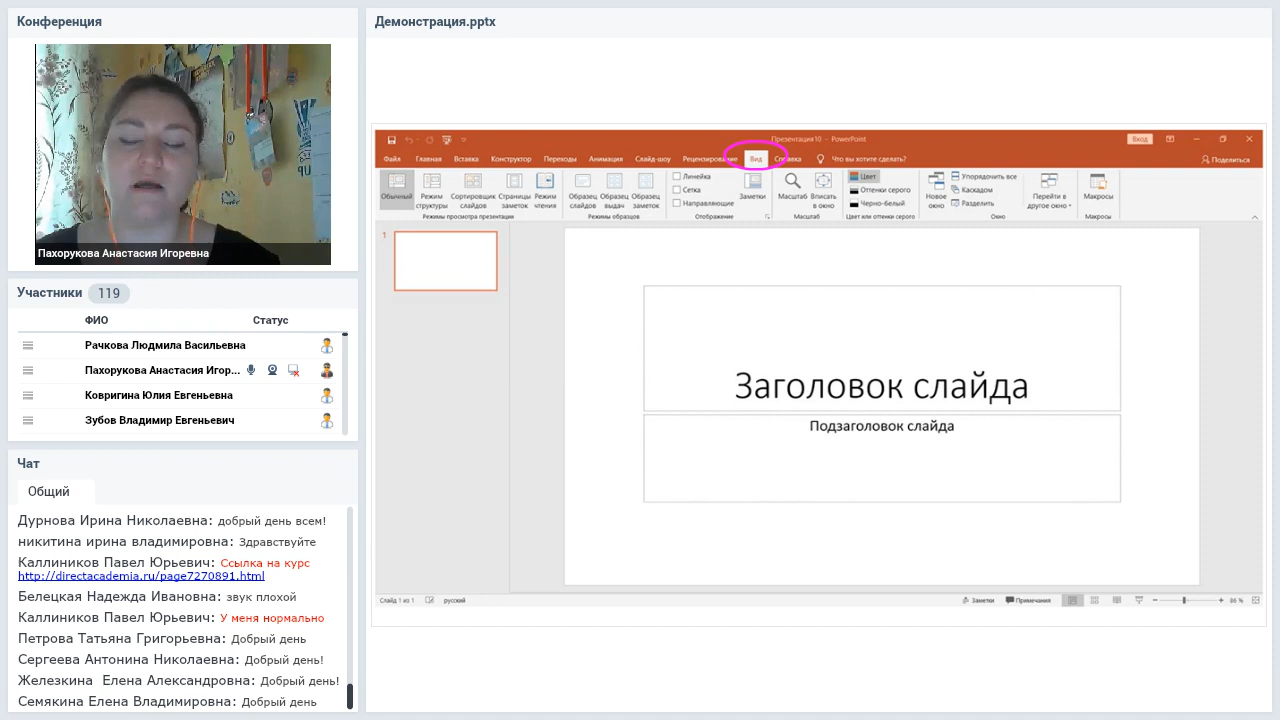 Конференция
Пахорукова Анастасия Игоревна
Участники 119
ФИО Статус
Рачкова Людмила Васильевна
Пахорукова Анастасия Игор...
Ковригина Юлия Евгеньевна
Зубов Владимир Евгеньевич
Чат
Общий
Дурнова Ирина Николаевна: добрый день всем!
никитина ирина владимировна: Здравствуйте
Каллиников Павел Юрьевич: Ссылка на курс
http://directacademia.ru/page7270891.html
Белецкая Надежда Ивановна: звук плохой
Каллиников Павел Юрьевич: У меня нормально
Петрова Татьяна Григорьевна: Добрый день
Сергеева Антонина Николаевна: Добрый день!
Железкина Елена Александровна: Добрый день!
Семякина Елена Владимировна: Добрый день
Демонстрация.pptx
Презентация10 - PowerPoint
Вход
Файл Главная Вставка Конструктор Переходы Анимация Слайд-шоу Рецензирование Вид Справка Что вы хотите сделать? Поделиться
Обычный Режим структуры Сортировщик слайдов Страницы заметок Режим чтения
Режимы просмотра презентации
Образец слайдов Образец выдач Образец заметок
Режимы образцов
Линейка
Сетка
Направляющие
Заметки
Отображение
Масштаб Вписать в окно
Масштаб
Цвет
Оттенки серого
Черно-белый
Цвет или оттенки серого
Новое окно
Упорядочить все
Каскадом
Разделить
Перейти в другое окно
Окно
Макросы
Макросы
1
Заголовок слайда
Подзаголовок слайда
Слайд 1 из 1 русский Заметки Примечания 86 %